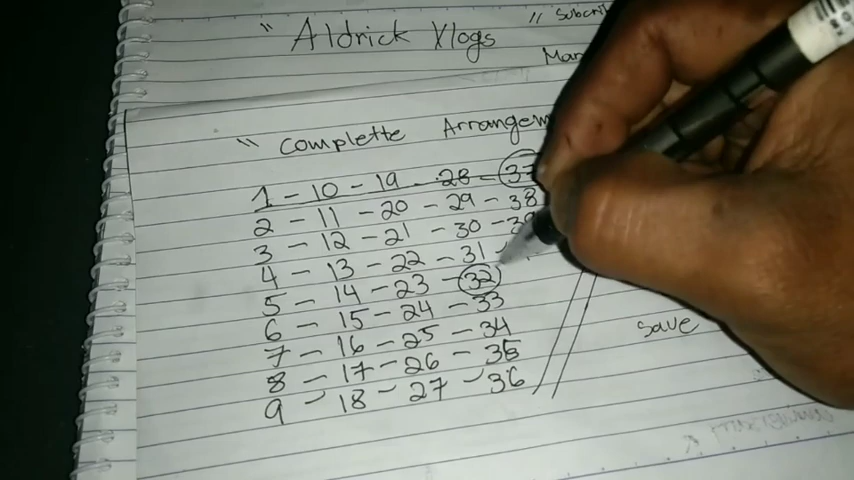 " Aldrick Vlogs
// Subscri
Mar
" Complette Arrangem
1 - 10 - 19 - 28 - 37
2 - 11 - 20 - 29 - 38
3 - 12 - 21 - 30 - 39
4 - 13 - 22 - 31 -
5 - 14 - 23 - 32
6 - 15 - 24 - 33
7 - 16 - 25 - 34
8 - 17 - 26 - 35
9 - 18 - 27 - 36
Save